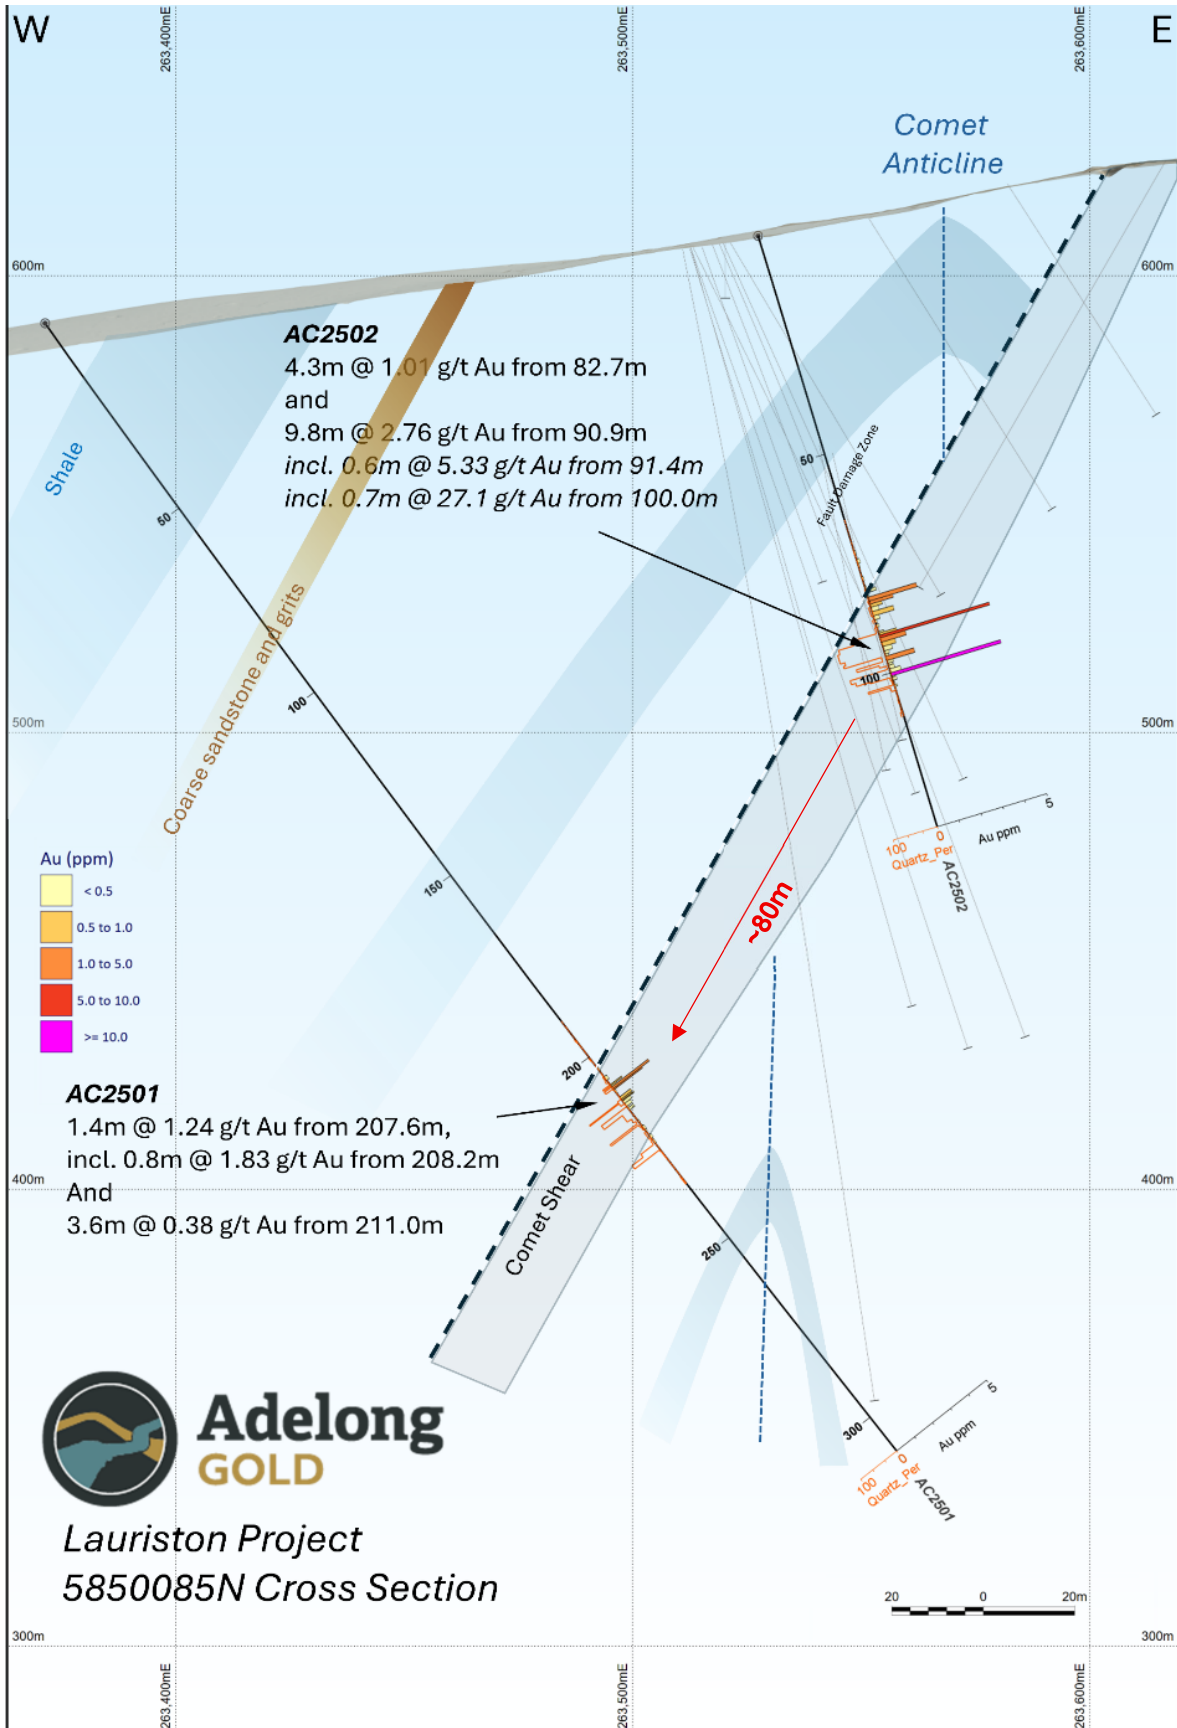 W
E
263,400mE
263,500mE
263,600mE
Comet
Anticline
600m
600m
AC2502
4.3m @ 1.01 g/t Au from 82.7m
and
9.8m @ 2.76 g/t Au from 90.9m
incl. 0.6m @ 5.33 g/t Au from 91.4m
incl. 0.7m @ 27.1 g/t Au from 100.0m
Shale
Coarse sandstone and grits
Fault Damage Zone
50
100
50
100
150
200
250
300
500m
500m
~80m
5
0
Au ppm
100
Quartz_Per
AC2502
Au (ppm)
< 0.5
0.5 to 1.0
1.0 to 5.0
5.0 to 10.0
>= 10.0
AC2501
1.4m @ 1.24 g/t Au from 207.6m,
incl. 0.8m @ 1.83 g/t Au from 208.2m
And
3.6m @ 0.38 g/t Au from 211.0m
Comet Shear
400m
400m
5
0
Au ppm
100
Quartz_Per
AC2501
Adelong
GOLD
Lauriston Project
5850085N Cross Section
20 0 20m
300m
300m
263,400mE
263,500mE
263,600mE